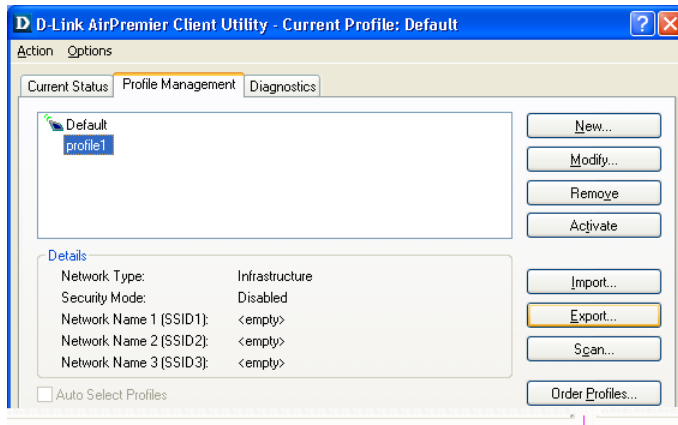 D D-Link AirPremier Client Utility - Current Profile: Default ? X
Action Options
Current Status Profile Management Diagnostics
Default
profile1
New...
Modify...
Remove
Activate
Details
Network Type: Infrastructure
Security Mode: Disabled
Network Name 1 (SSID1): <empty>
Network Name 2 (SSID2): <empty>
Network Name 3 (SSID3): <empty>
Import...
Export...
Scan...
Auto Select Profiles
Order Profiles...